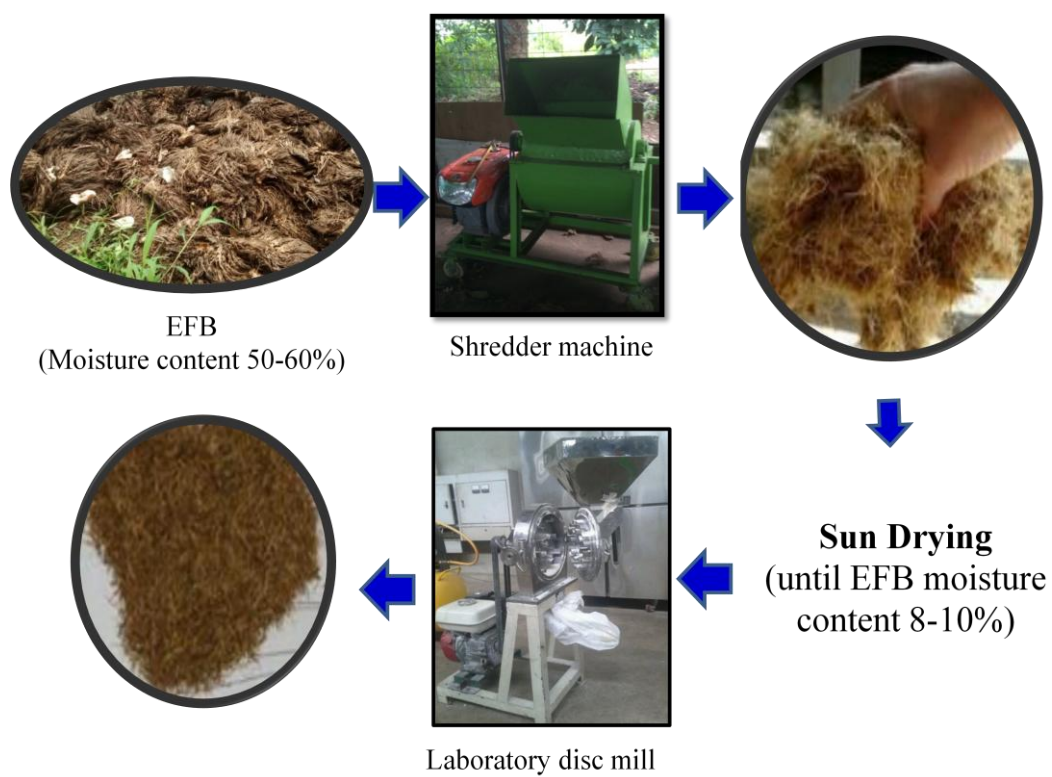 EFB
(Moisture content 50-60%)
Shredder machine
Sun Drying
(until EFB moisture
content 8-10%)
Laboratory disc mill